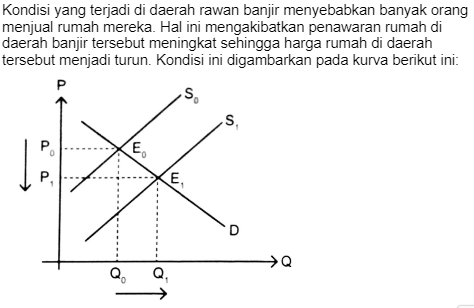 Kondisi yang terjadi di daerah rawan banjir menyebabkan banyak orang
menjual rumah mereka. Hal ini mengakibatkan penawaran rumah di
daerah banjir tersebut meningkat sehingga harga rumah di daerah
tersebut menjadi turun. Kondisi ini digambarkan pada kurva berikut ini:
P
S₀
S₁
P₀
E₀
P₁
E₁
D
Q
Q₀ Q₁